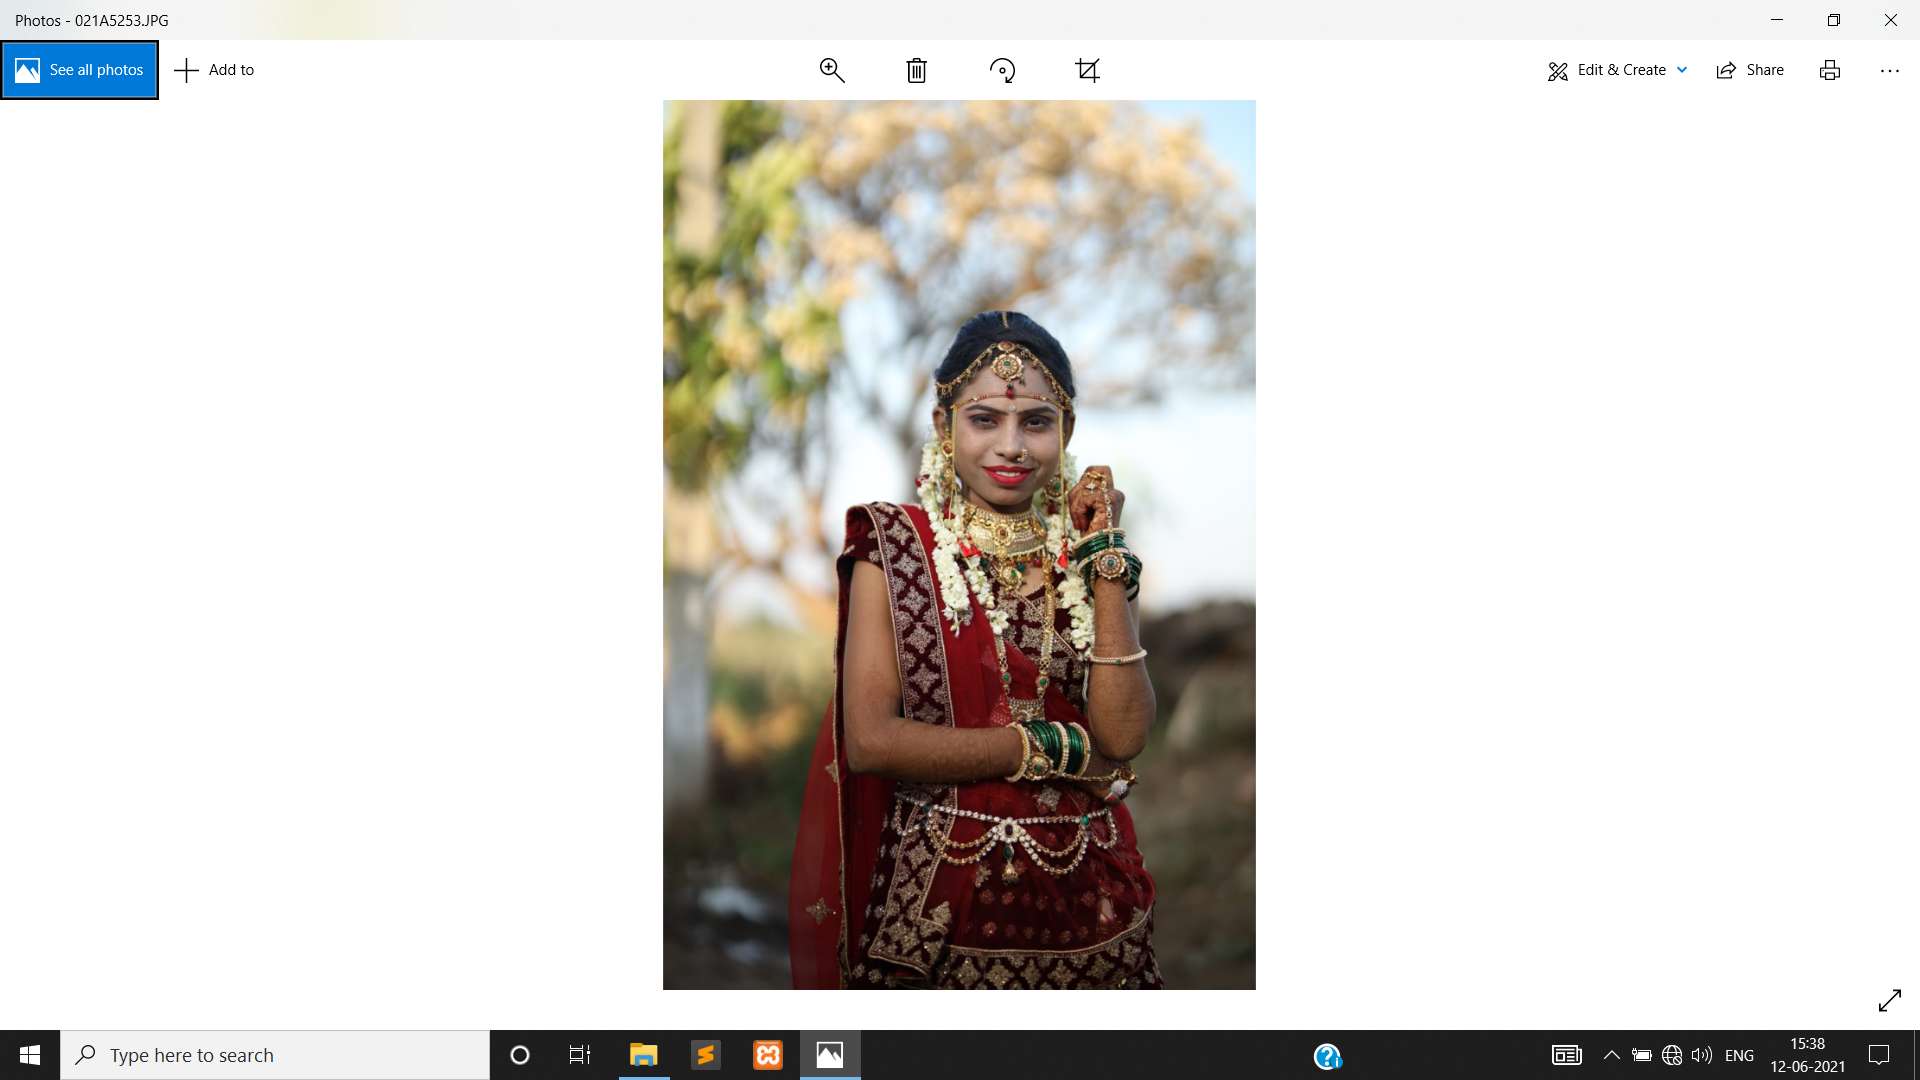 Photos - 021A5253.JPG
See all photos
Add to
Edit & Create
Share
Type here to search
ENG
15:38
12-06-2021